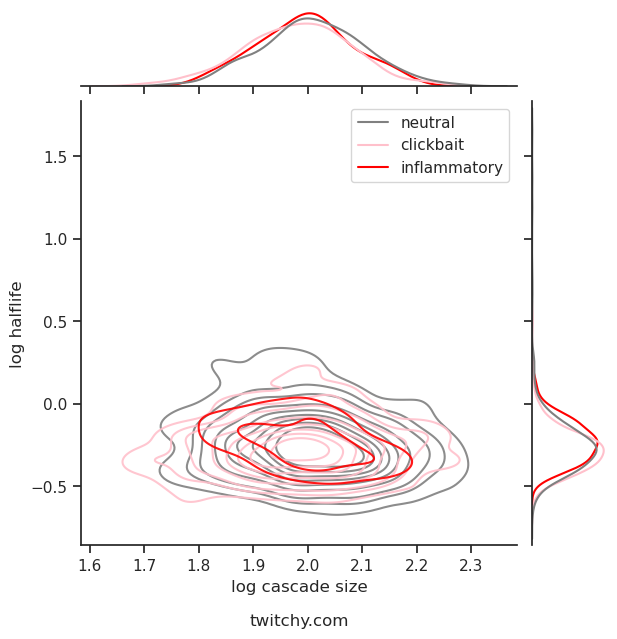 neutral
clickbait
inflammatory
1.5
1.0
0.5
0.0
−0.5
log halflife
1.6 1.7 1.8 1.9 2.0 2.1 2.2 2.3
log cascade size
twitchy.com